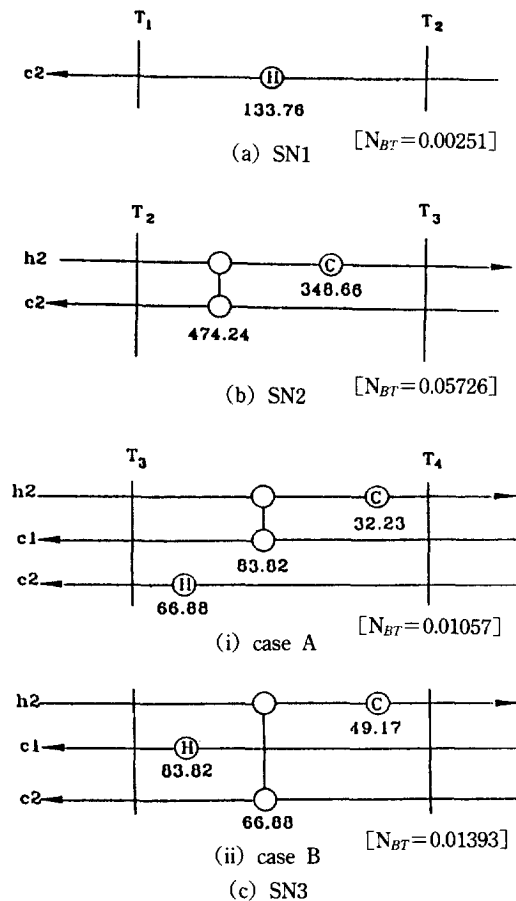 T1 T2
c2 H
133.76
(a) SN1 [NBT=0.00251]
T2 T3
h2 C
348.66
c2
474.24
(b) SN2 [NBT=0.05726]
T3 T4
h2 C
32.23
c1
83.82
c2 H
66.88
(i) case A [NBT=0.01057]
h2 C
49.17
c1 H
83.82
c2
66.88
(ii) case B [NBT=0.01393]
(c) SN3